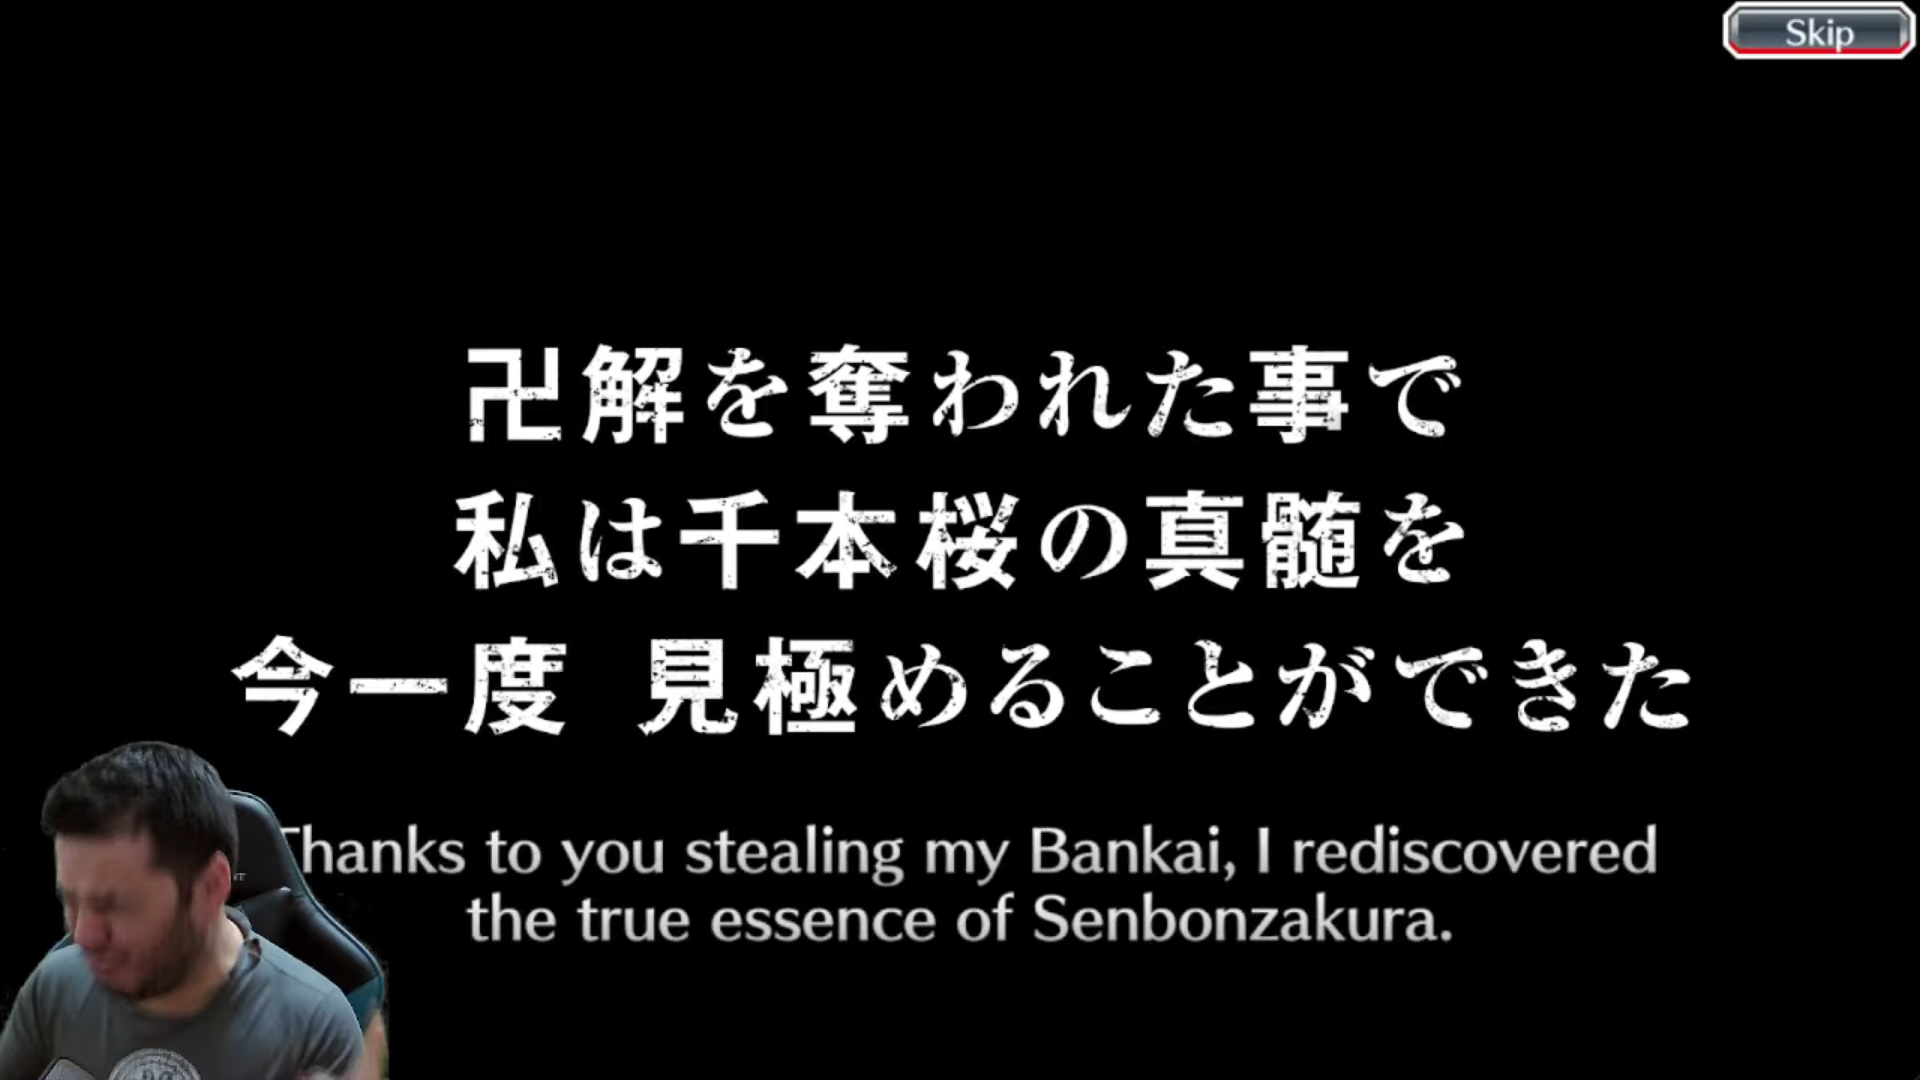 Skip
卍解を奪われた事で
私は千本桜の真髄を
今一度 見極めることができた
Thanks to you stealing my Bankai, I rediscovered
the true essence of Senbonzakura.